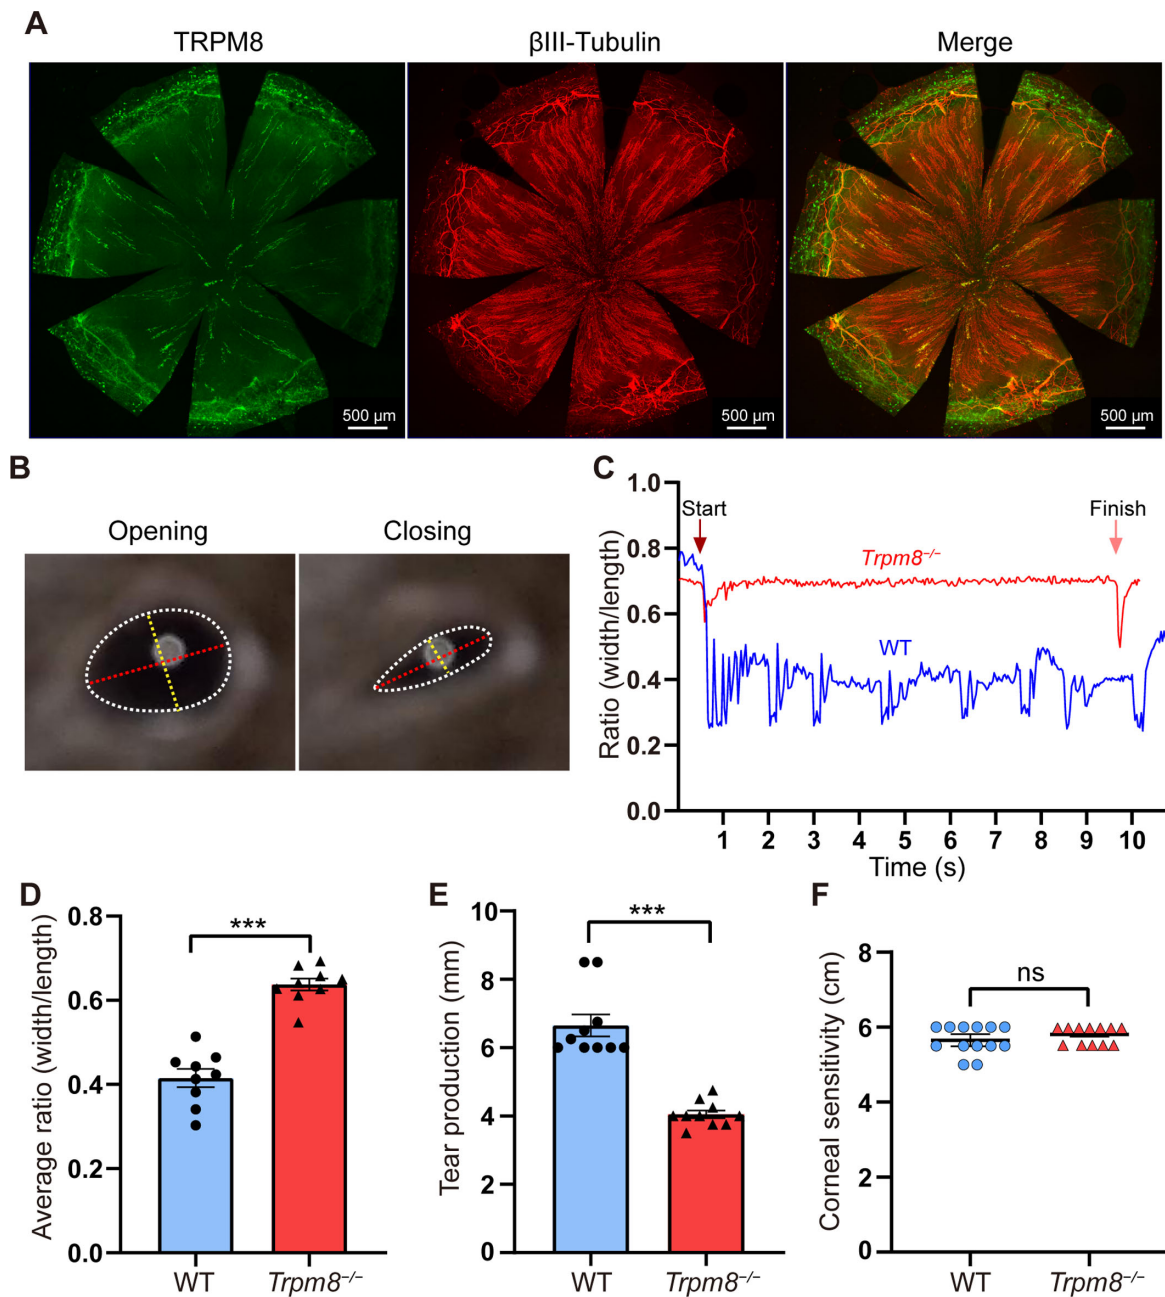 A
TRPM8 βIII-Tubulin Merge
500 µm 500 µm 500 µm
B
Opening Closing
C
Ratio (width/length)
1.0
0.8
0.6
0.4
0.2
0.0
Start Finish
Trpm8−/−
WT
1 2 3 4 5 6 7 8 9 10
Time (s)
D
Average ratio (width/length)
0.8
0.6
0.4
0.2
0.0
***
WT Trpm8−/−
E
Tear production (mm)
10
8
6
4
2
0
***
WT Trpm8−/−
F
Corneal sensitivity (cm)
8
6
4
2
0
ns
WT Trpm8−/−